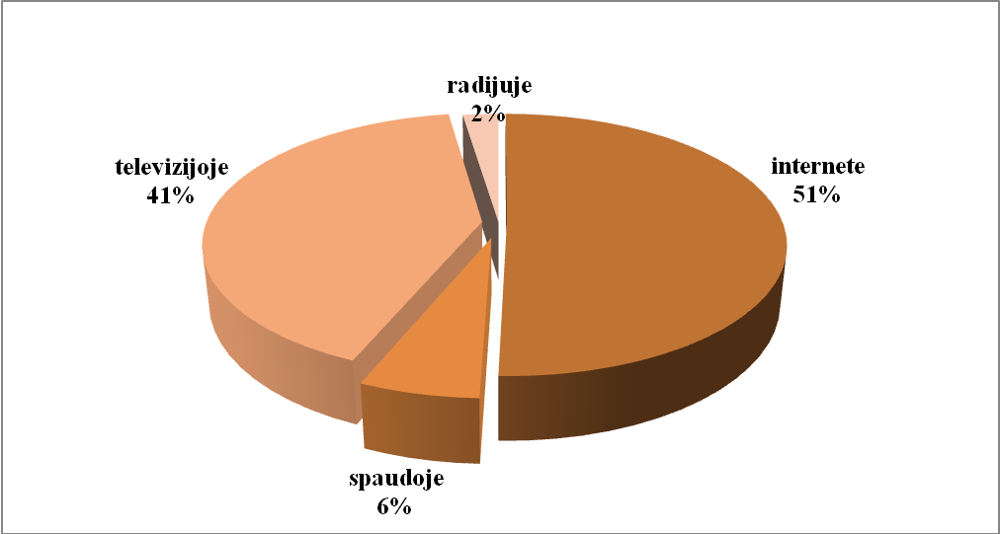 radijuje
2%
televizijoje
41%
internete
51%
spaudoje
6%